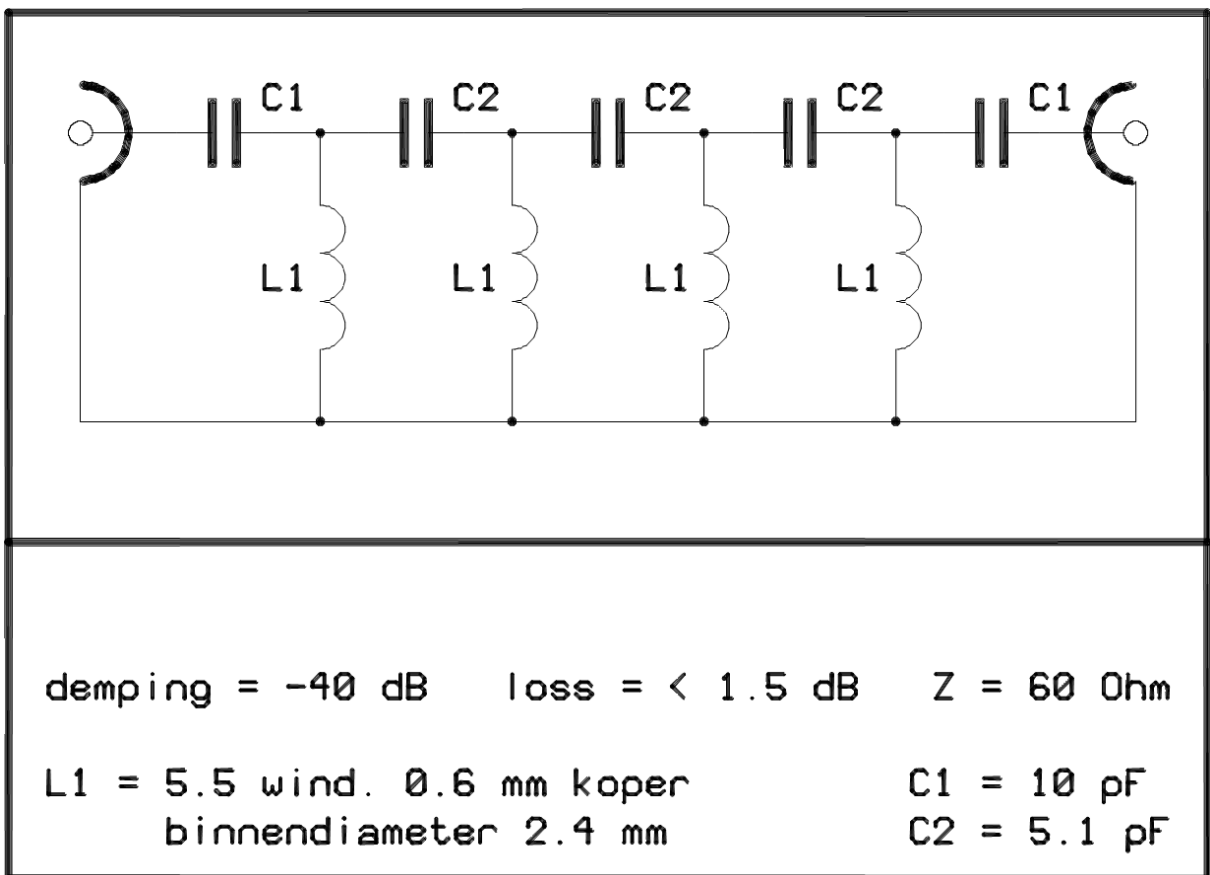 C1 C2 C2 C2 C1
L1 L1 L1 L1
demping = -40 dB loss = < 1.5 dB Z = 60 Ohm
L1 = 5.5 wind. 0.6 mm koper C1 = 10 pF
binnendiameter 2.4 mm C2 = 5.1 pF